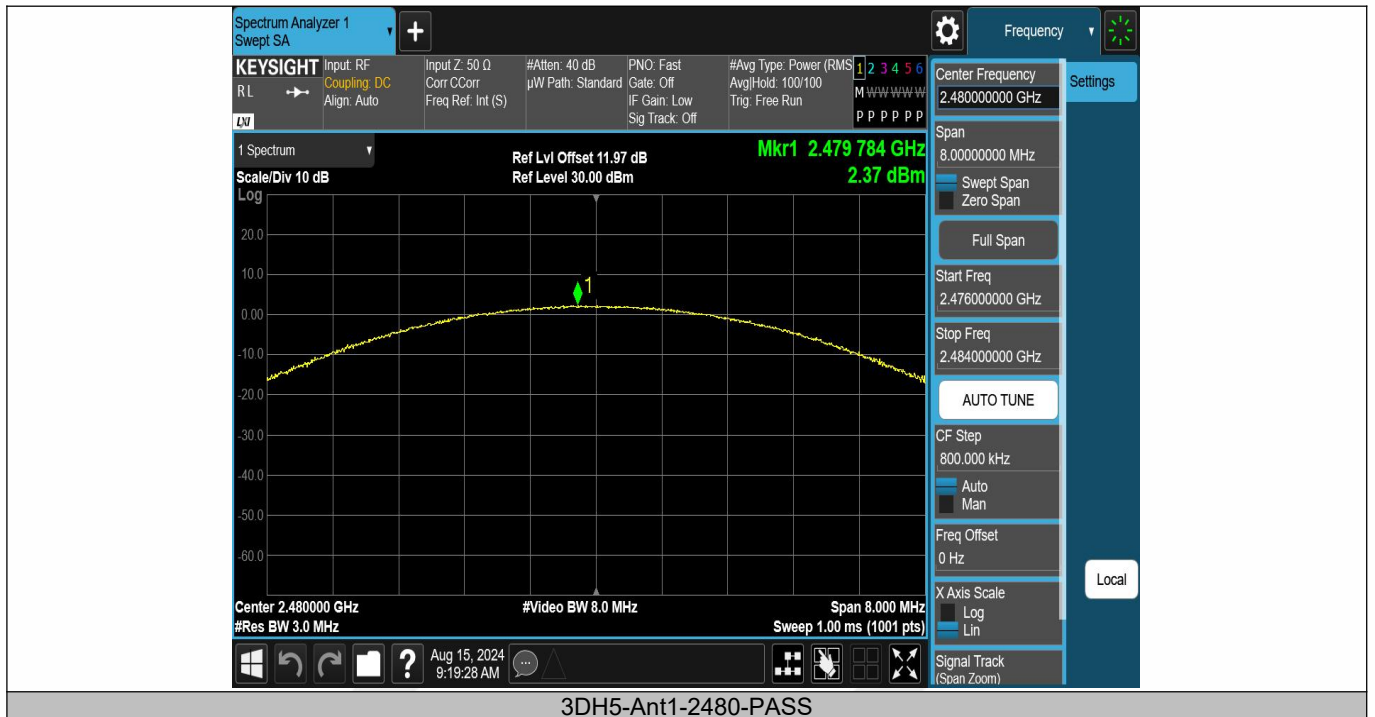 Spectrum Analyzer 1
Swept SA
+
Frequency
KEYSIGHT
RL
LXI
Input: RF
Coupling: DC
Align: Auto
Input Z: 50 Ω
Corr CCorr
Freq Ref: Int (S)
#Atten: 40 dB
µW Path: Standard
PNO: Fast
Gate: Off
IF Gain: Low
Sig Track: Off
#Avg Type: Power (RMS
Avg|Hold: 100/100
Trig: Free Run
1 2 3 4 5 6
M W W W W W
P P P P P P
1 Spectrum
Scale/Div 10 dB
Log
Ref Lvl Offset 11.97 dB
Ref Level 30.00 dBm
Mkr1 2.479 784 GHz
2.37 dBm
20.0
10.0
1
0.00
-10.0
-20.0
-30.0
-40.0
-50.0
-60.0
Center 2.480000 GHz
#Res BW 3.0 MHz
#Video BW 8.0 MHz
Span 8.000 MHz
Sweep 1.00 ms (1001 pts)
?
Aug 15, 2024
9:19:28 AM
Center Frequency
2.480000000 GHz
Settings
Span
8.00000000 MHz
Swept Span
Zero Span
Full Span
Start Freq
2.476000000 GHz
Stop Freq
2.484000000 GHz
AUTO TUNE
CF Step
800.000 kHz
Auto
Man
Freq Offset
0 Hz
X Axis Scale
Log
Lin
Local
Signal Track
(Span Zoom)
3DH5-Ant1-2480-PASS